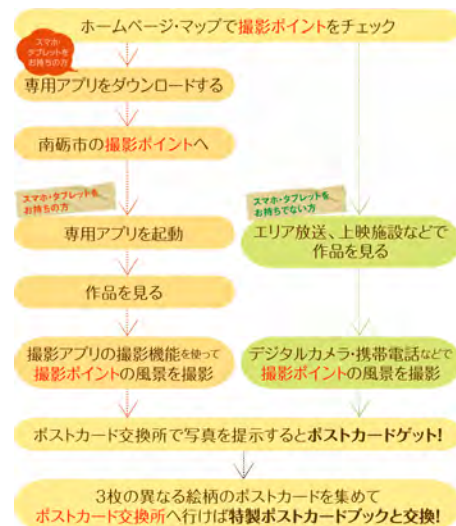 ホームページ・マップで撮影ポイントをチェック
スマホ・
タブレットを
お持ちの方
専用アプリをダウンロードする
南砺市の撮影ポイントへ
スマホ・タブレットを
お持ちの方
専用アプリを起動
作品を見る
撮影アプリの撮影機能を使って
撮影ポイントの風景を撮影
スマホ・タブレットを
お持ちでない方
エリア放送、上映施設などで
作品を見る
デジタルカメラ・携帯電話などで
撮影ポイントの風景を撮影
ポストカード交換所で写真を提示するとポストカードゲット!
3枚の異なる絵柄のポストカードを集めて
ポストカード交換所へ行けば特製ポストカードブックと交換!